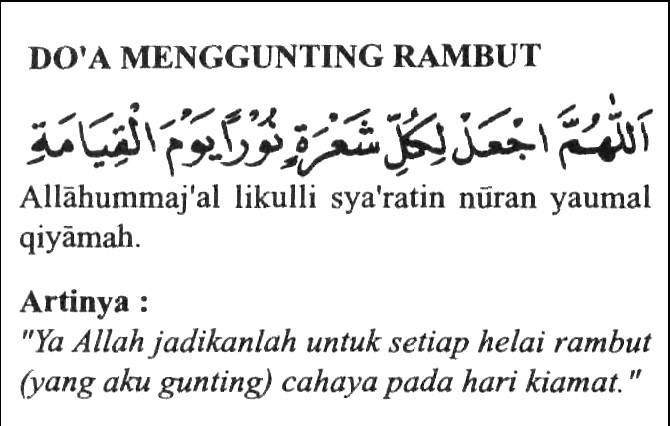 DO'A MENGGUNTING RAMBUT
اَللّٰهُمَّ اجْعَلْ لِكُلِّ شَعْرَةٍ نُوْرًا يَوْمَ الْقِيَامَةِ
Allāhummaj'al likulli sya'ratin nūran yaumal
qiyāmah.
Artinya :
"Ya Allah jadikanlah untuk setiap helai rambut
(yang aku gunting) cahaya pada hari kiamat."